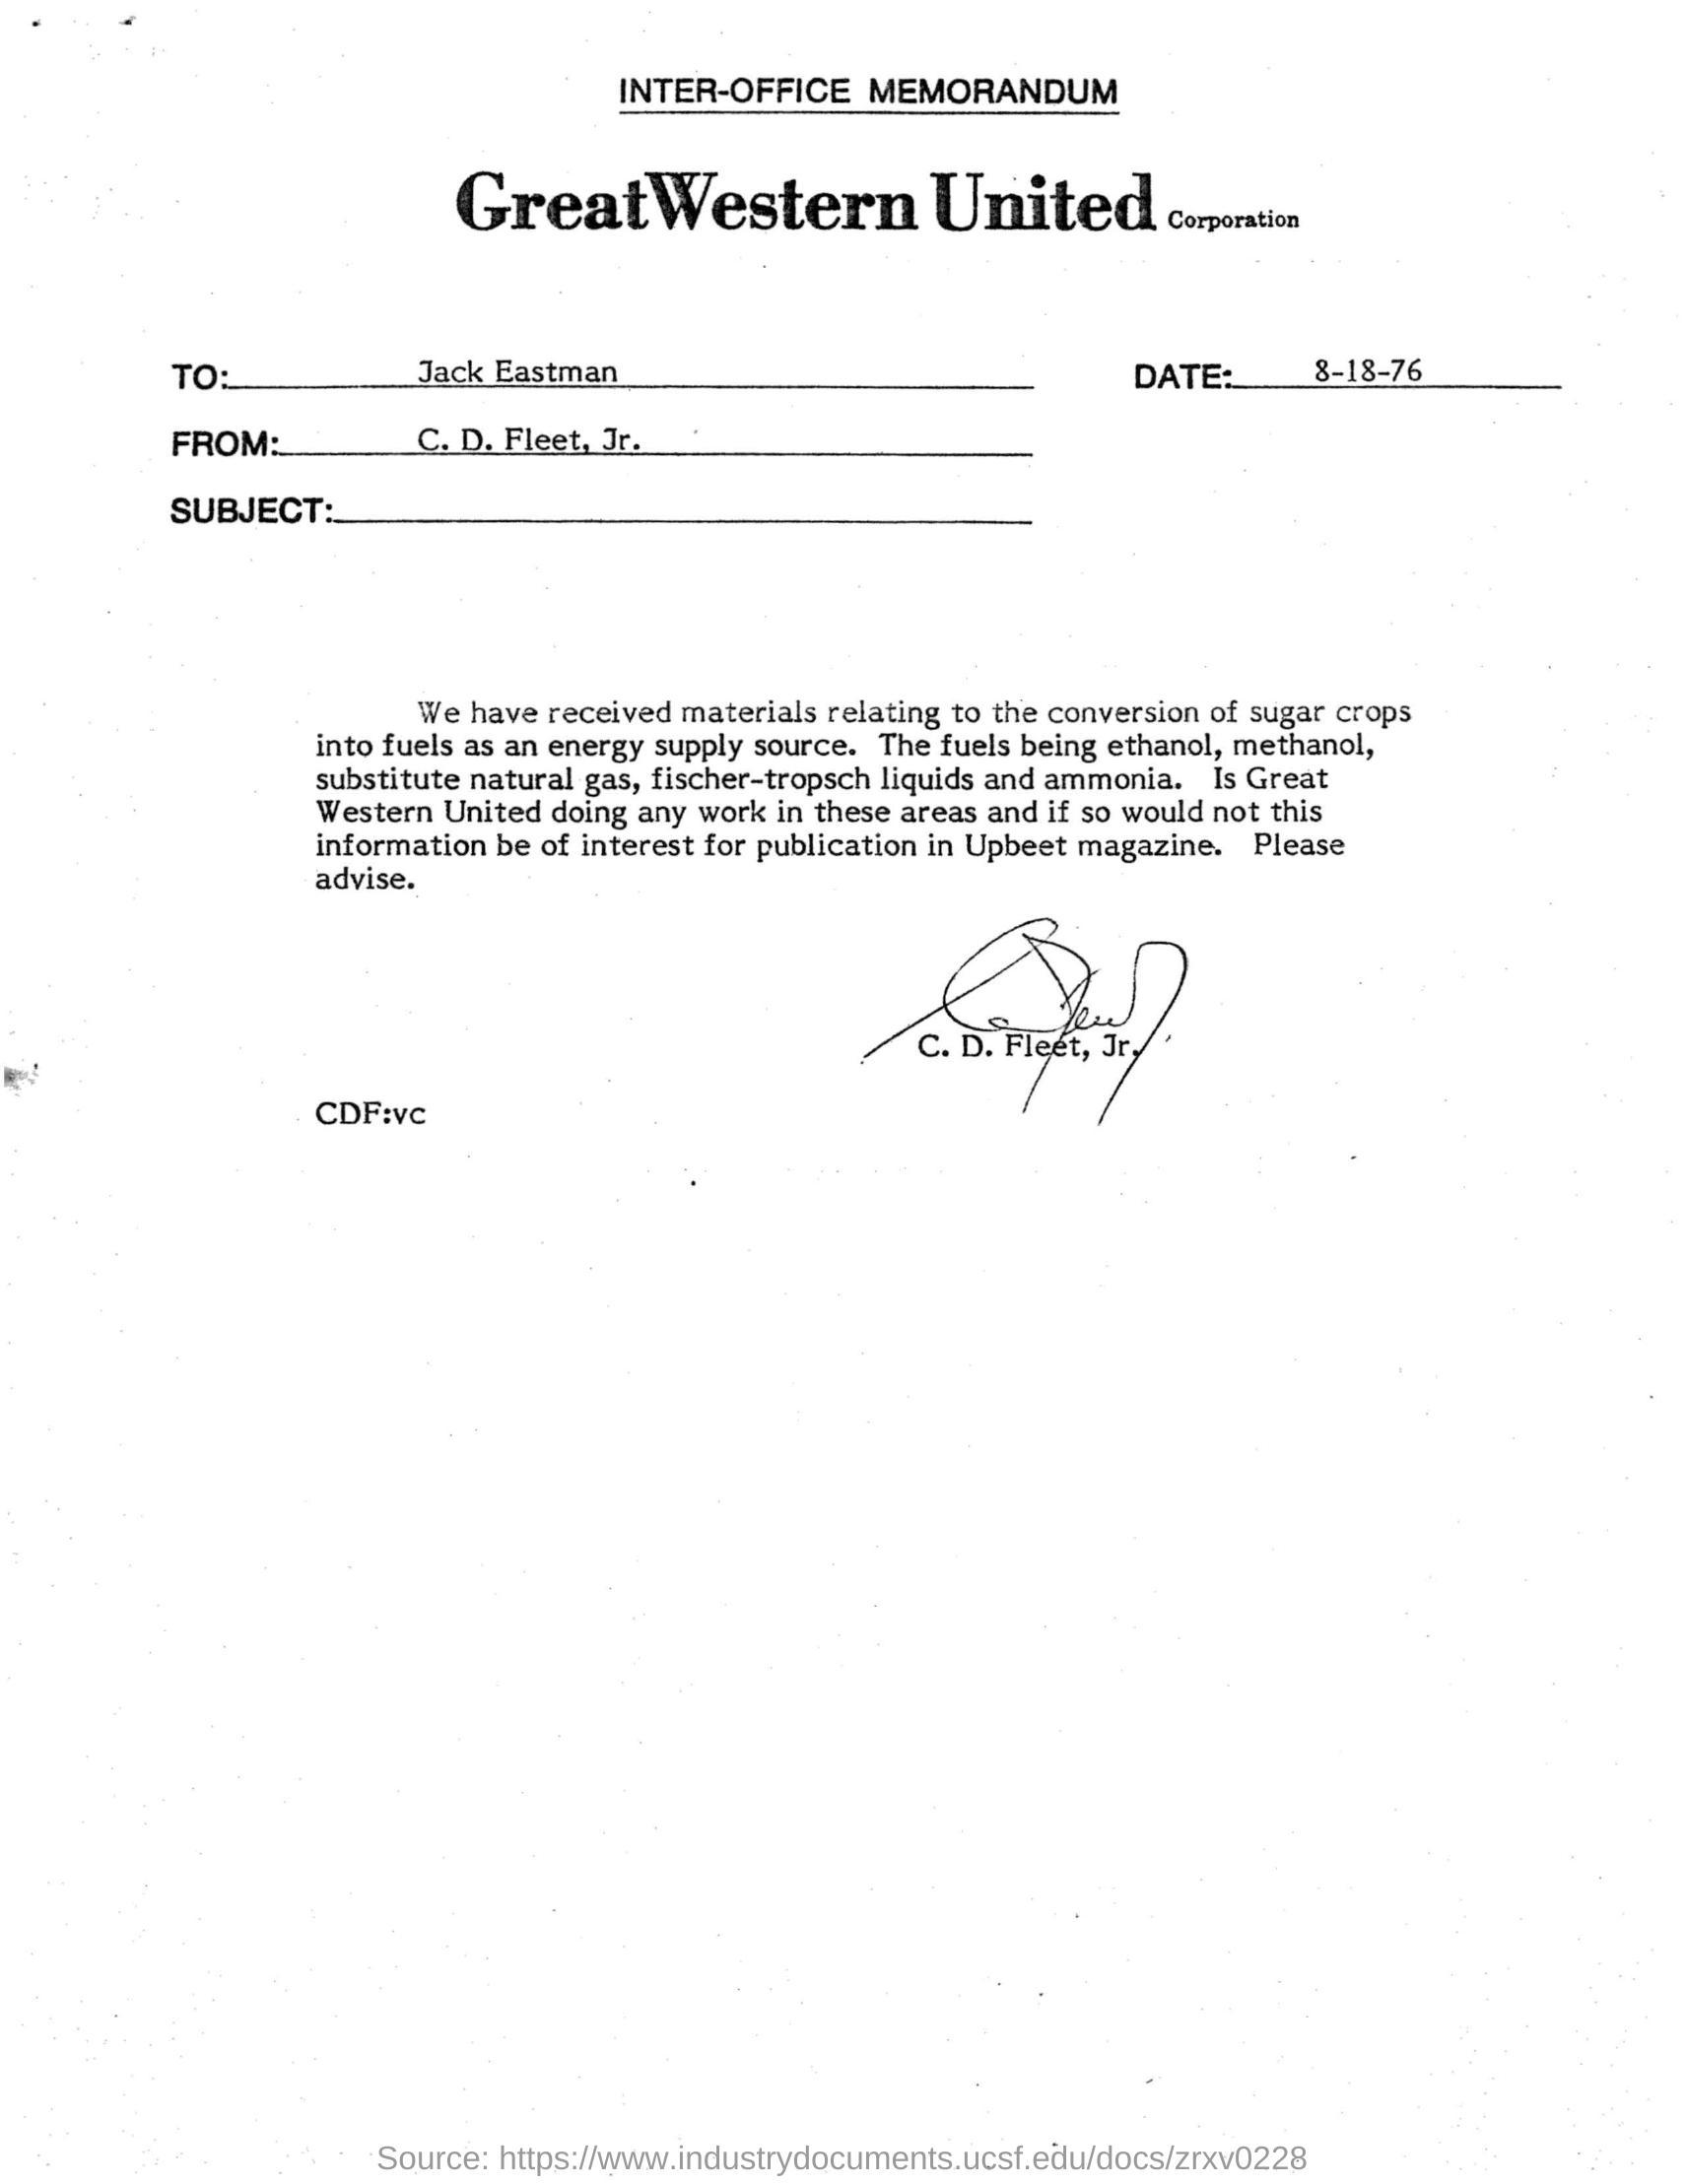 INTER-OFFICE MEMORANDUM
GreatWestern United Corporation
TO: Jack Eastman DATE: 8-18-76
FROM: C. D. Fleet, Jr.
SUBJECT:
We have received materials relating to the conversion of sugar crops
into fuels as an energy supply source. The fuels being ethanol, methanol,
substitute natural gas, fischer-tropsch liquids and ammonia. Is Great
Western United doing any work in these areas and if so would not this
information be of interest for publication in Upbeet magazine. Please
advise.
C. D. Fleet, Jr.
CDF:vc
Source: https://www.industrydocuments.ucsf.edu/docs/zrxv0228